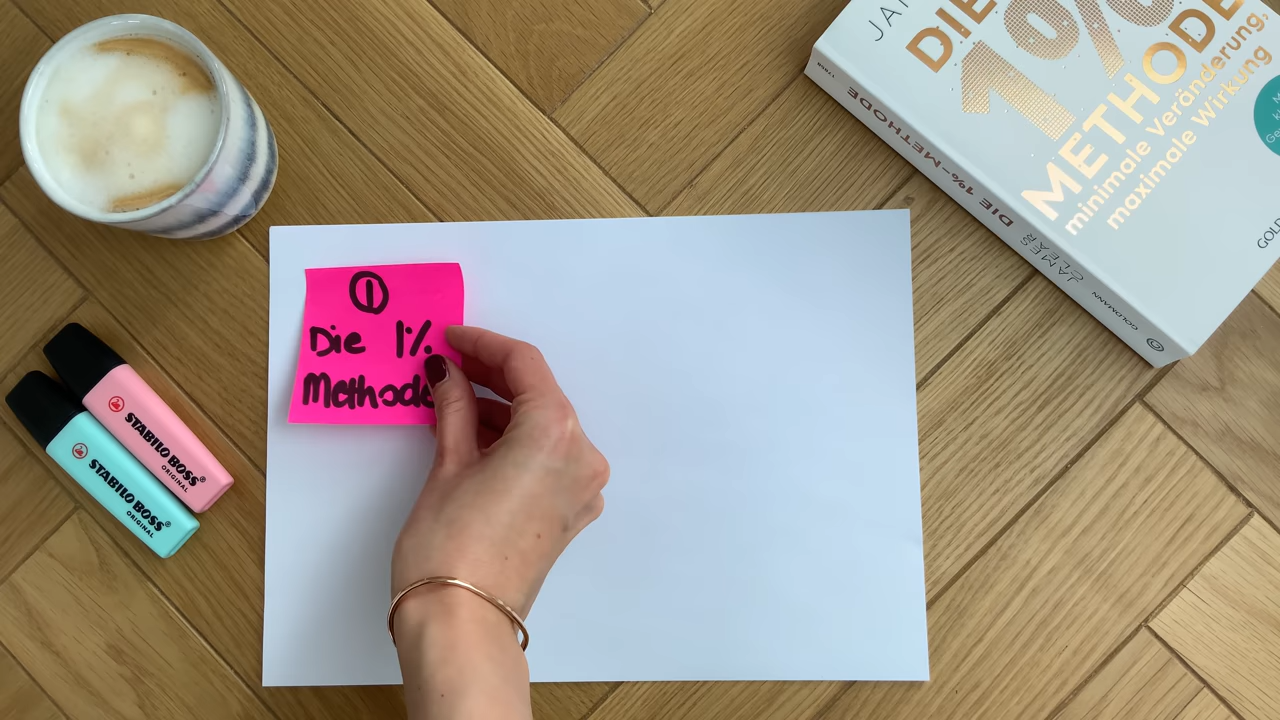 ①
Die 1%
Methode
DIE
1%
METHODE
minimale Veränderung,
maximale Wirkung
DIE 1%-METHODE
JAMES
CLEAR
GOLDMANN
STABILO BOSS®
ORIGINAL
STABILO BOSS®
ORIGINAL